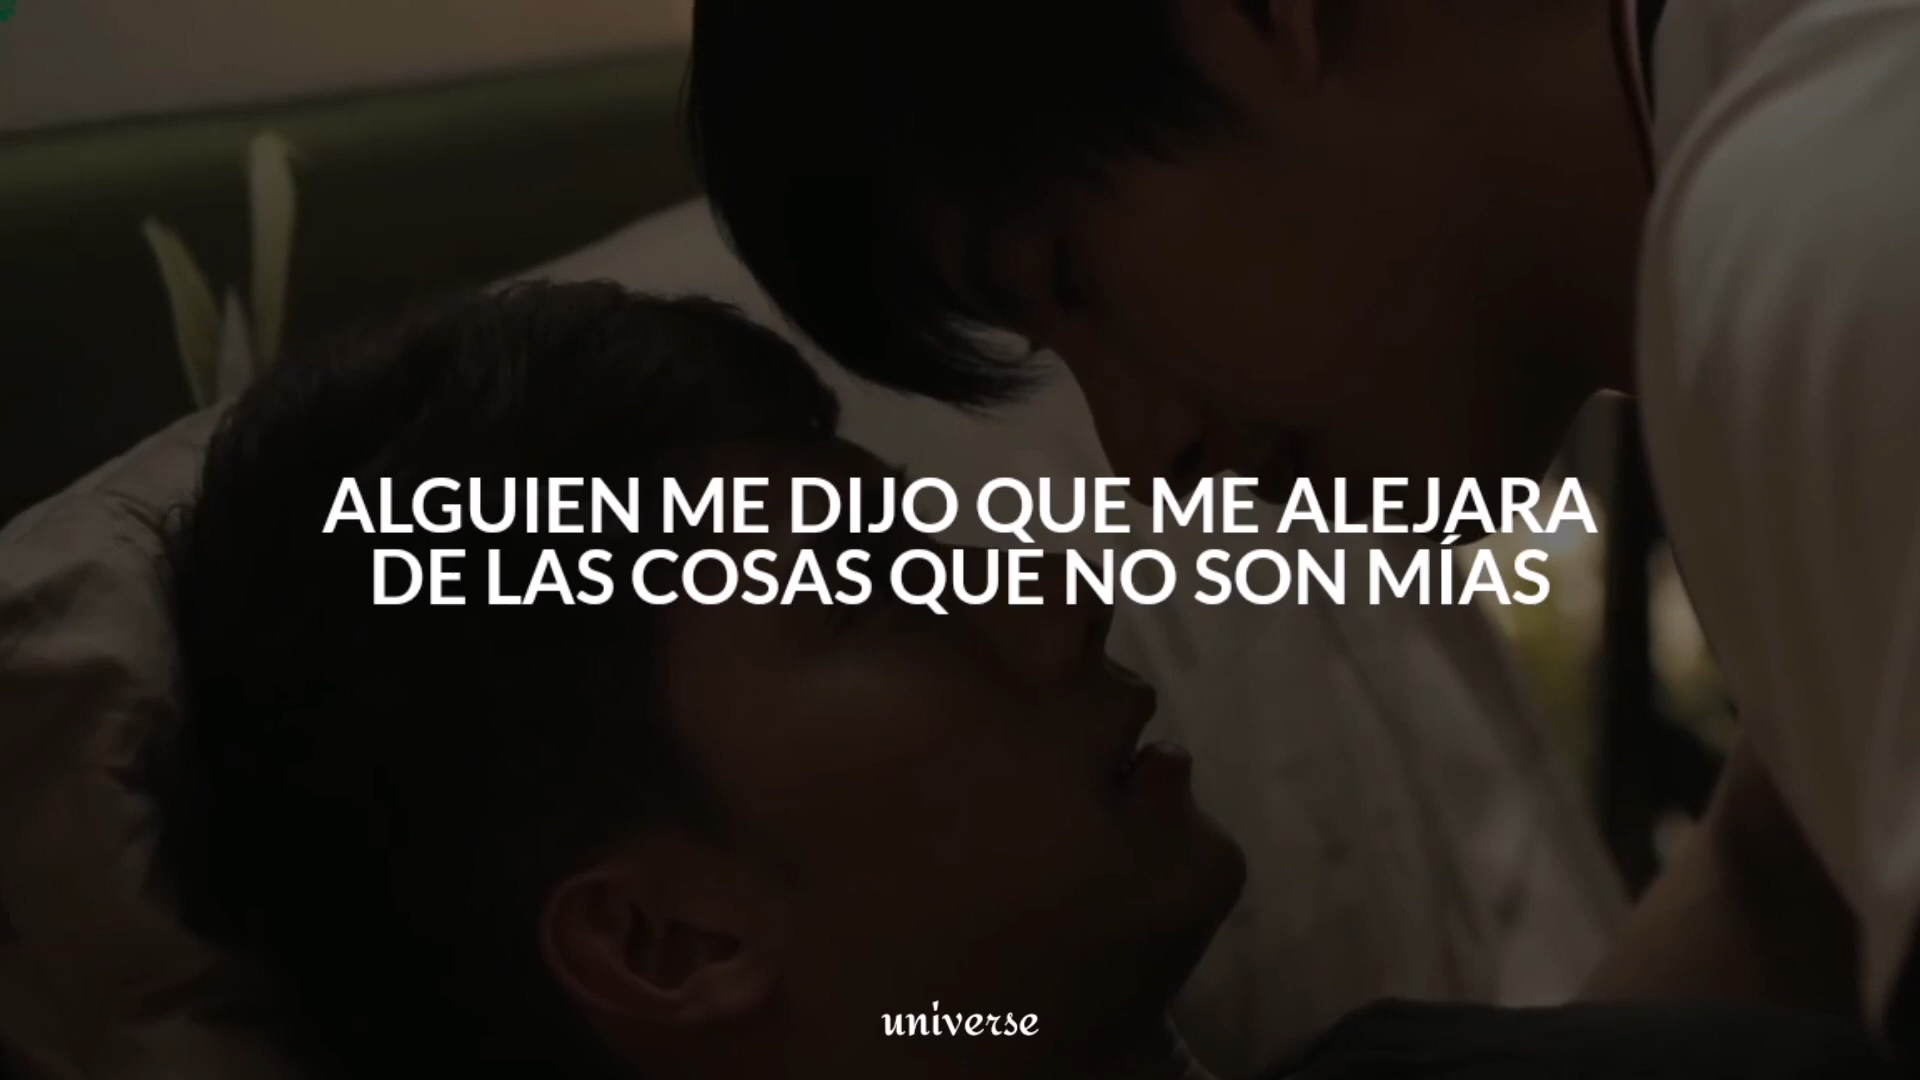 ALGUIEN ME DIJO QUE ME ALEJARA
DE LAS COSAS QUE NO SON MÍAS
universe